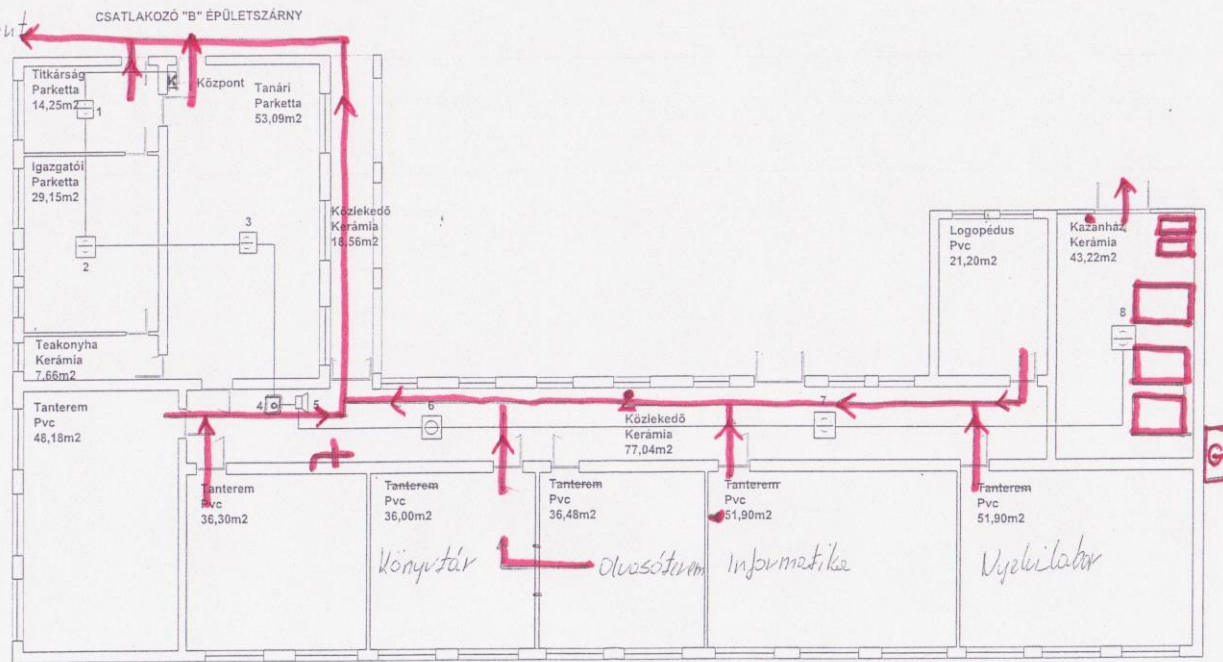 CSATLAKOZÓ "B" ÉPÜLETSZÁRNY
Titkárság
Parketta
14,25m2
1
K
Központ
Tanári
Parketta
53,09m2
Igazgatói
Parketta
29,15m2
2
3
Közlekedő
Kerámia
18,56m2
Teakonyha
Kerámia
7,66m2
Logopédus
Pvc
21,20m2
Kazánház
Kerámia
43,22m2
8
Tanterem
Pvc
48,18m2
4
5
6
Közlekedő
Kerámia
77,04m2
7
G
Tanterem
Pvc
36,30m2
Tanterem
Pvc
36,00m2
Könyvtár
Tanterem
Pvc
36,48m2
Olvasóterem
Tanterem
Pvc
51,90m2
Informatika
Tanterem
Pvc
51,90m2
Nyelvilabor